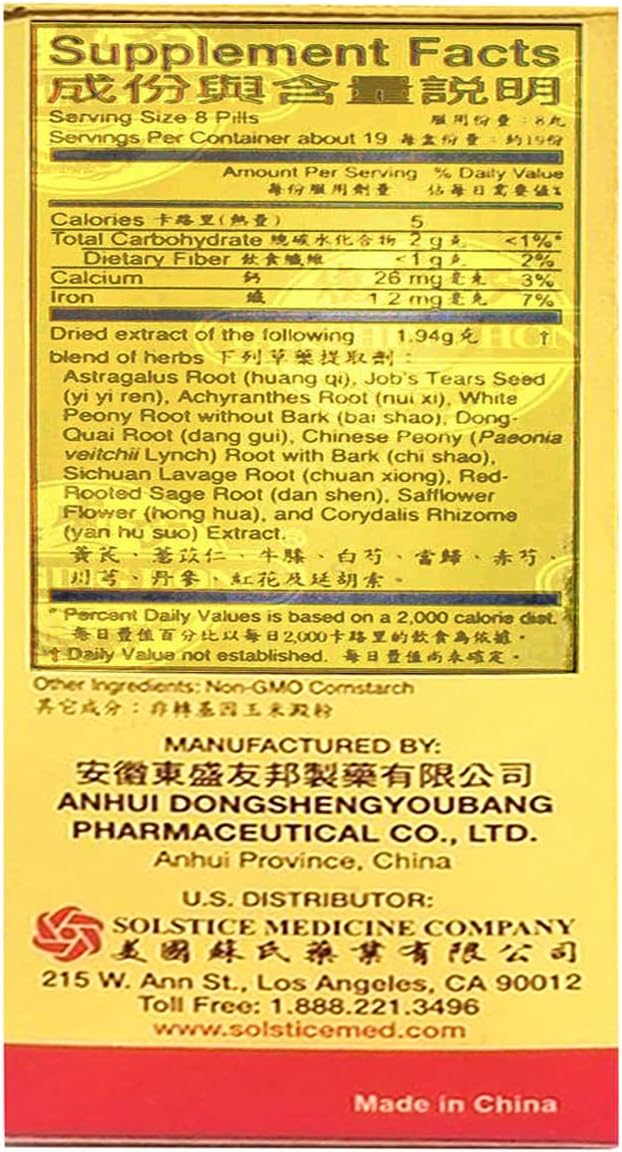 Supplement Facts
成份與含量說明
Serving Size 8 Pills 服用份量：8丸
Servings Per Container about 19 每盒份量：約19份
Amount Per Serving % Daily Value
每份服用劑量 佔每日需要值%
Calories 卡路里(熱量) 5
Total Carbohydrate 總碳水化合物 2 g克 <1%*
Dietary Fiber 飲食纖維 <1 g克 2%
Calcium 鈣 26 mg毫克 3%
Iron 鐵 1 2 mg毫克 7%
Dried extract of the following 1.94g克 †
blend of herbs 下列草藥提取劑：
Astragalus Root (huang qi), Job's Tears Seed
(yi yi ren), Achyranthes Root (nui xi), White
Peony Root without Bark (bai shao), Dong-
Quai Root (dang gui), Chinese Peony (Paeonia
veitchii Lynch) Root with Bark (chi shao),
Sichuan Lavage Root (chuan xiong), Red-
Rooted Sage Root (dan shen), Safflower
Flower (hong hua), and Corydalis Rhizome
(yan hu suo) Extract.
黃芪、薏苡仁、牛膝、白芍、當歸、赤芍、
川芎、丹參、紅花及延胡索。
* Percent Daily Values is based on a 2,000 calorie diet.
每日量值百分比以每日2,000卡路里的飲食為依據。
† Daily Value not established. 每日量值尚未確定。
Other Ingredients: Non-GMO Cornstarch
其它成分：非轉基因玉米澱粉
MANUFACTURED BY:
安徽東盛友邦製藥有限公司
ANHUI DONGSHENGYOUBANG
PHARMACEUTICAL CO., LTD.
Anhui Province, China
U.S. DISTRIBUTOR:
SOLSTICE MEDICINE COMPANY
美國蘇氏藥業有限公司
215 W. Ann St., Los Angeles, CA 90012
Toll Free: 1.888.221.3496
www.solsticemed.com
Made in China